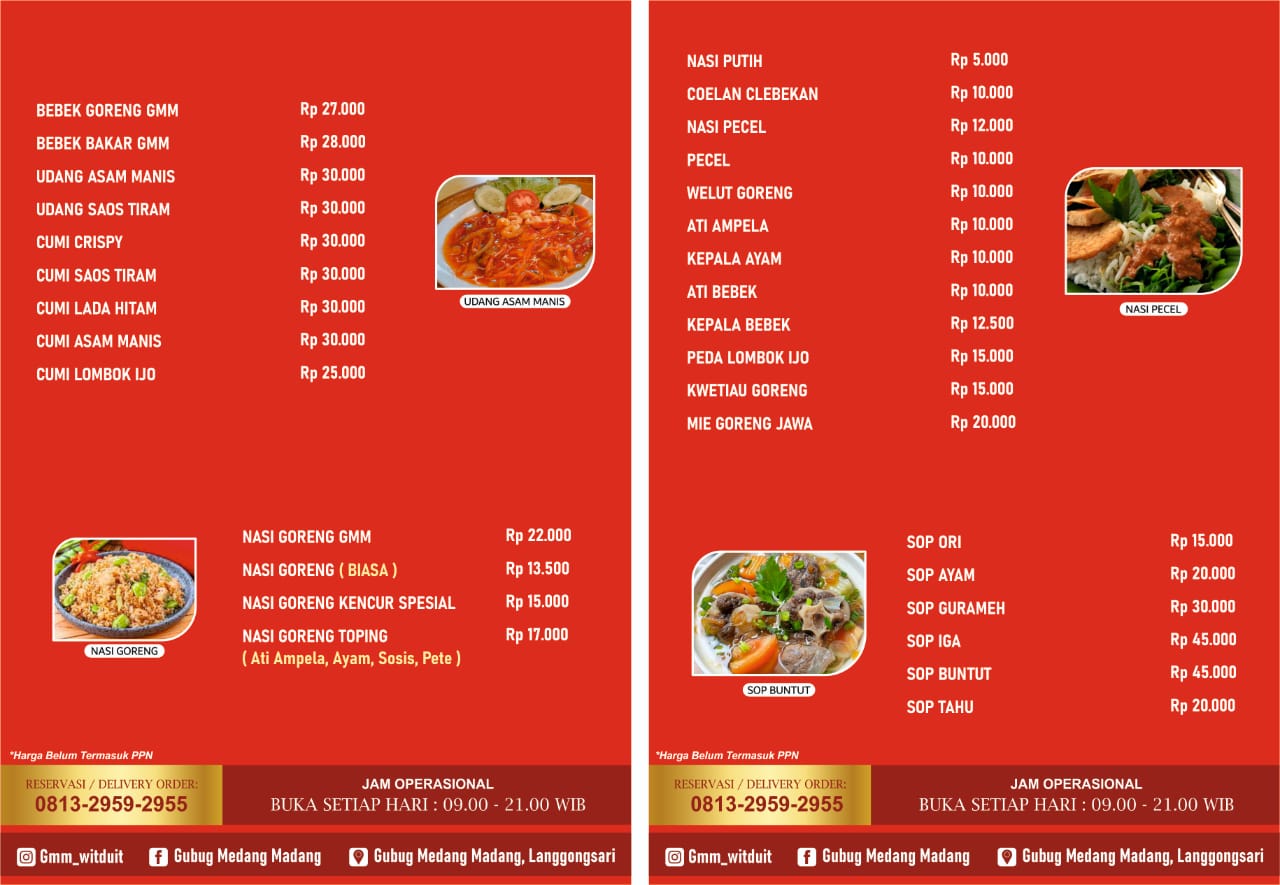 BEBEK GORENG GMM Rp 27.000
BEBEK BAKAR GMM Rp 28.000
UDANG ASAM MANIS Rp 30.000
UDANG SAOS TIRAM Rp 30.000
CUMI CRISPY Rp 30.000
CUMI SAOS TIRAM Rp 30.000
CUMI LADA HITAM Rp 30.000
CUMI ASAM MANIS Rp 30.000
CUMI LOMBOK IJO Rp 25.000
UDANG ASAM MANIS
NASI GORENG GMM Rp 22.000
NASI GORENG ( BIASA ) Rp 13.500
NASI GORENG KENCUR SPESIAL Rp 15.000
NASI GORENG TOPING Rp 17.000
( Ati Ampela, Ayam, Sosis, Pete )
NASI GORENG
*Harga Belum Termasuk PPN
RESERVASI / DELIVERY ORDER:
0813-2959-2955
JAM OPERASIONAL
BUKA SETIAP HARI : 09.00 - 21.00 WIB
Gmm_witduit Gubug Medang Madang Gubug Medang Madang, Langgongsari
NASI PUTIH Rp 5.000
COELAN CLEBEKAN Rp 10.000
NASI PECEL Rp 12.000
PECEL Rp 10.000
WELUT GORENG Rp 10.000
ATI AMPELA Rp 10.000
KEPALA AYAM Rp 10.000
ATI BEBEK Rp 10.000
KEPALA BEBEK Rp 12.500
PEDA LOMBOK IJO Rp 15.000
KWETIAU GORENG Rp 15.000
MIE GORENG JAWA Rp 20.000
NASI PECEL
SOP ORI Rp 15.000
SOP AYAM Rp 20.000
SOP GURAMEH Rp 30.000
SOP IGA Rp 45.000
SOP BUNTUT Rp 45.000
SOP TAHU Rp 20.000
SOP BUNTUT
*Harga Belum Termasuk PPN
RESERVASI / DELIVERY ORDER:
0813-2959-2955
JAM OPERASIONAL
BUKA SETIAP HARI : 09.00 - 21.00 WIB
Gmm_witduit Gubug Medang Madang Gubug Medang Madang, Langgongsari